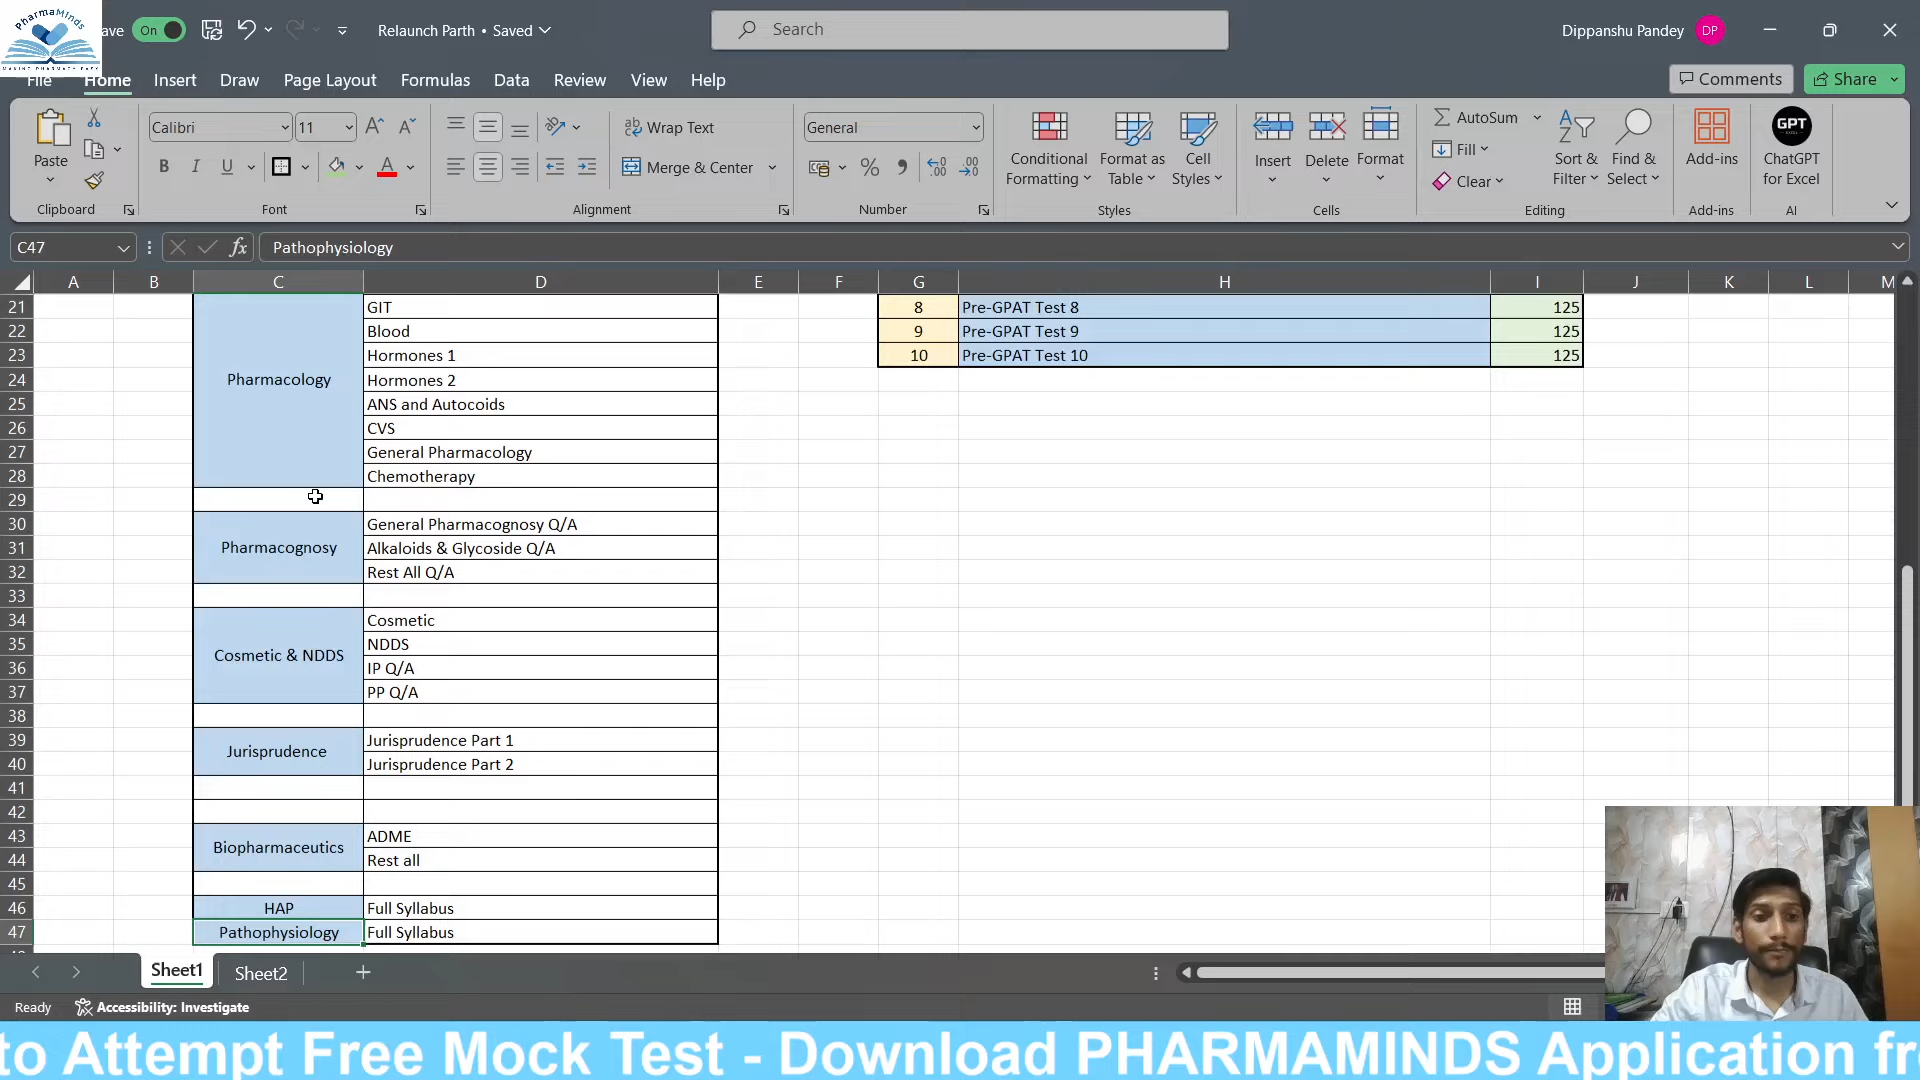 PharmaMinds
MAKING PHARMACY EASY
ave
On
Relaunch Parth • Saved
Search
Dippanshu Pandey
DP
File
Home
Insert
Draw
Page Layout
Formulas
Data
Review
View
Help
Comments
Share
Paste
Clipboard
Calibri
11
B I U
Font
Wrap Text
Merge & Center
Alignment
General
Number
Conditional
Formatting
Format as
Table
Cell
Styles
Styles
Insert
Delete
Format
Cells
AutoSum
Fill
Clear
Sort &
Filter
Find &
Select
Editing
Add-ins
Add-ins
GPT
ChatGPT
for Excel
AI
C47
fx
Pathophysiology
A B C D E F G H I J K L M
21 Pharmacology GIT 8 Pre-GPAT Test 8 125
22 Blood 9 Pre-GPAT Test 9 125
23 Hormones 1 10 Pre-GPAT Test 10 125
24 Hormones 2
25 ANS and Autocoids
26 CVS
27 General Pharmacology
28 Chemotherapy
29
30 Pharmacognosy General Pharmacognosy Q/A
31 Alkaloids & Glycoside Q/A
32 Rest All Q/A
33
34 Cosmetic & NDDS Cosmetic
35 NDDS
36 IP Q/A
37 PP Q/A
38
39 Jurisprudence Jurisprudence Part 1
40 Jurisprudence Part 2
41
42
43 Biopharmaceutics ADME
44 Rest all
45
46 HAP Full Syllabus
47 Pathophysiology Full Syllabus
Sheet1
Sheet2
Ready
Accessibility: Investigate
to Attempt Free Mock Test - Download PHARMAMINDS Application fr